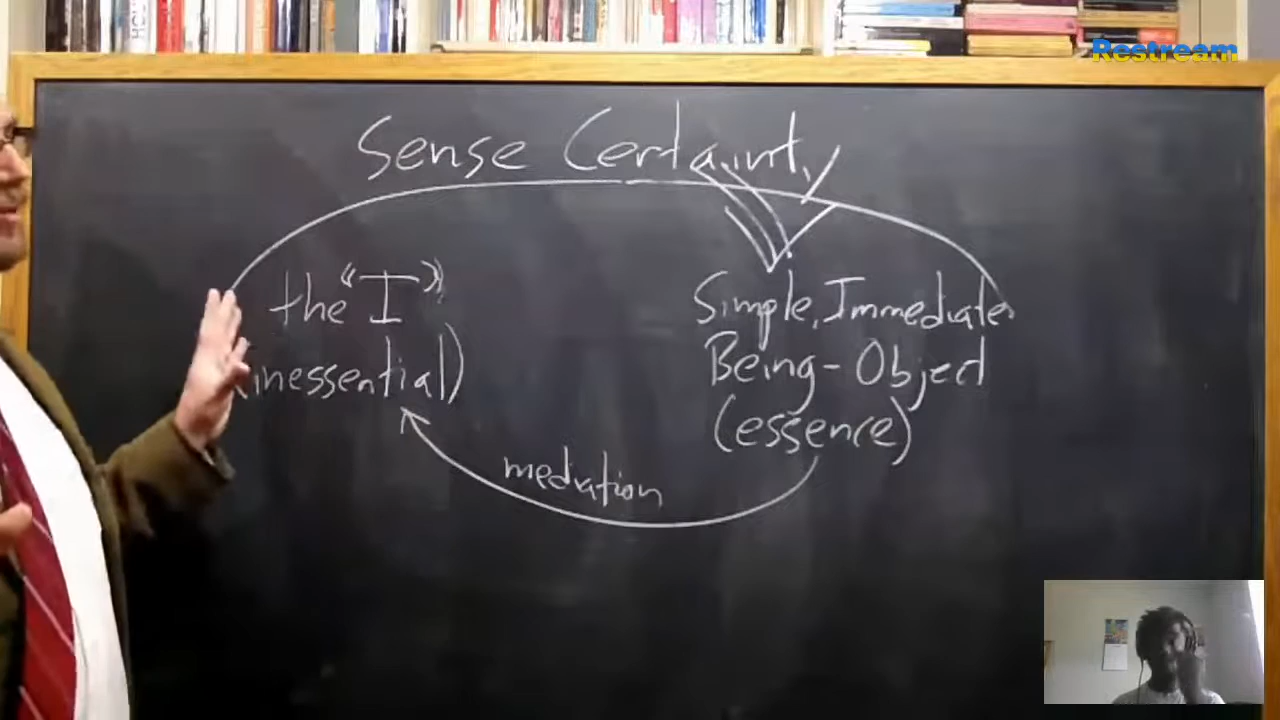 Restream
Sense Certainty
the "I"
(inessential)
Simple, Immediate
Being-Object
(essence)
mediation